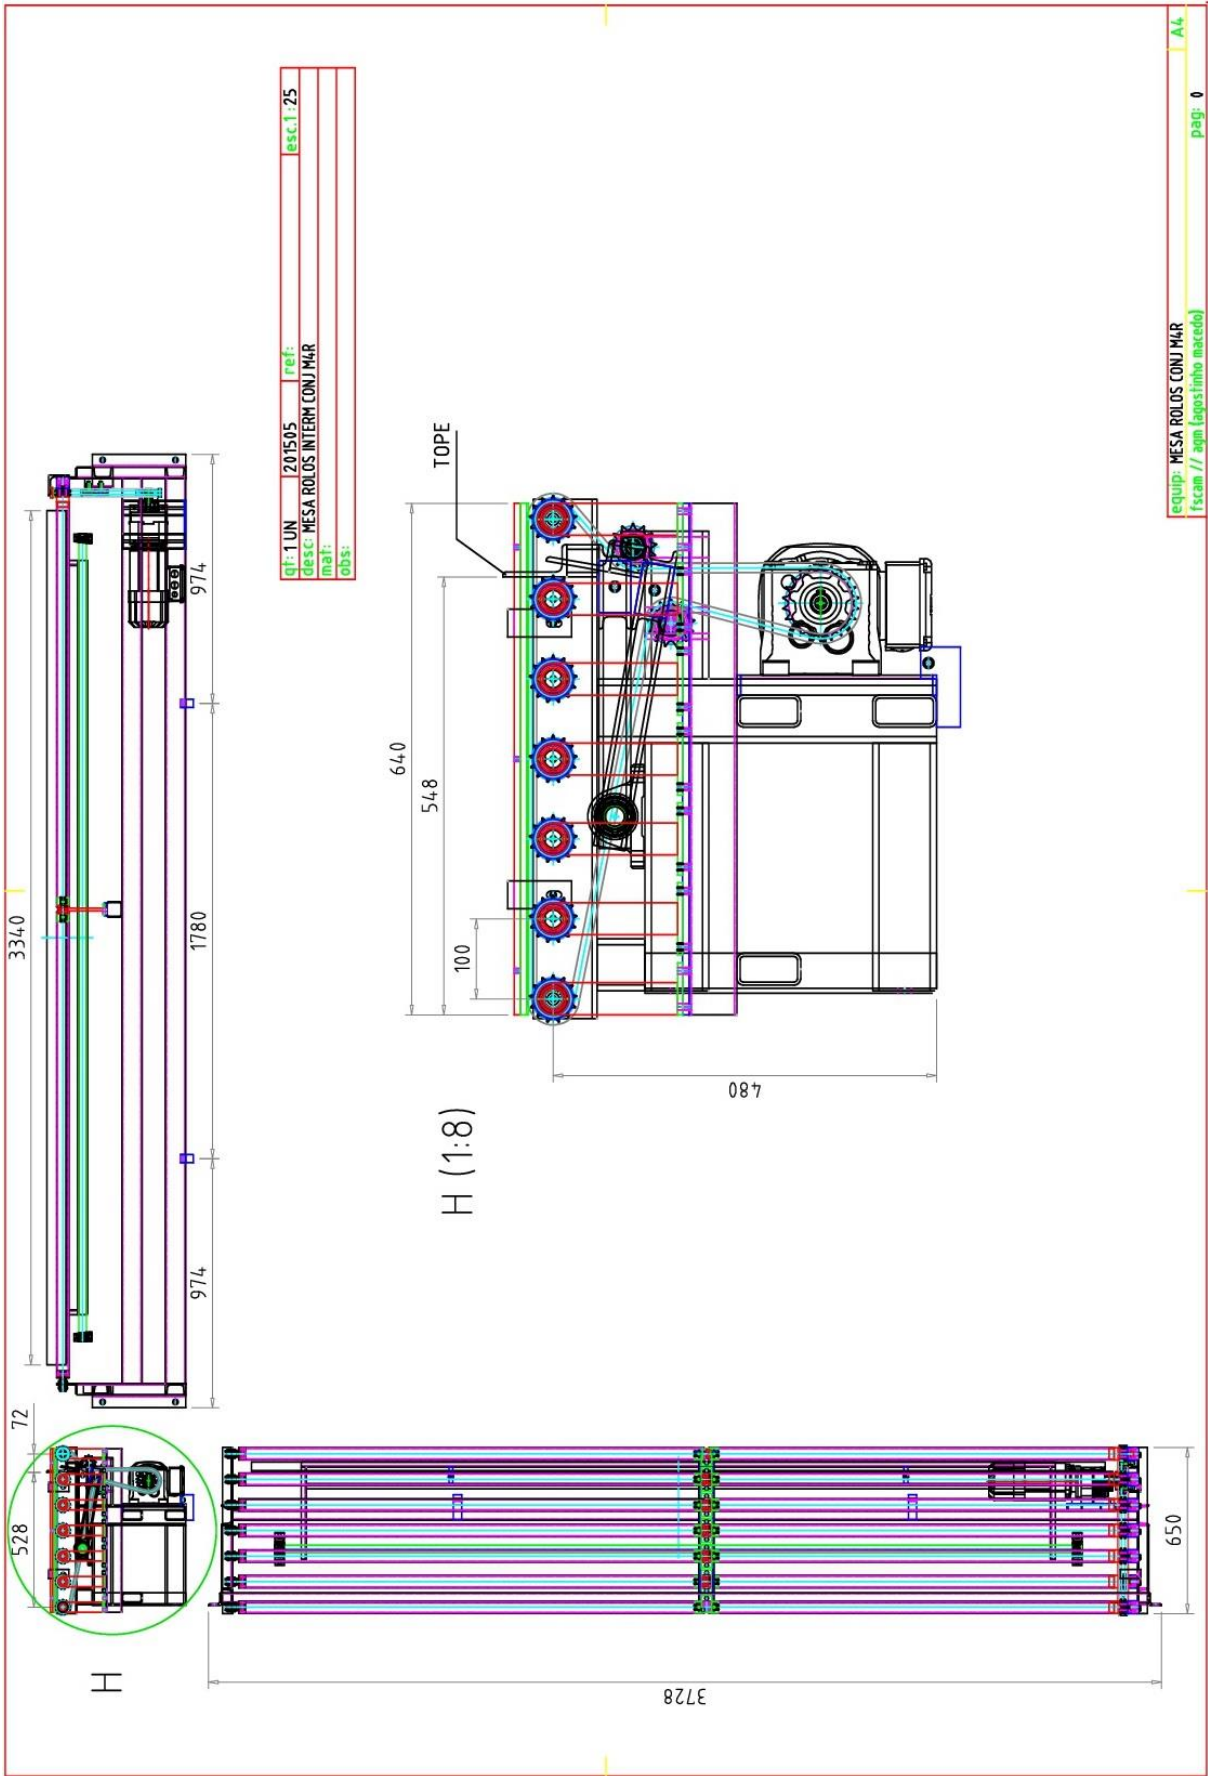 3340
974
1780
974
72
528
H
3728
650
qt: 1 UN 201505 ref: esc.1 :25
desc: MESA ROLOS INTERM CONJ M4R
mat:
obs:
TOPE
640
548
100
480
H (1:8)
equip: MESA ROLOS CONJ M4R A4
fscam // agm (agostinho macedo) pag: 0